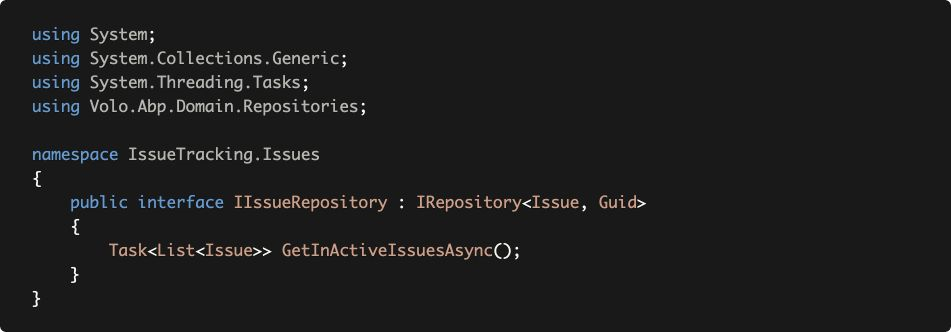 using System;
using System.Collections.Generic;
using System.Threading.Tasks;
using Volo.Abp.Domain.Repositories;

namespace IssueTracking.Issues
{
    public interface IIssueRepository : IRepository<Issue, Guid>
    {
        Task<List<Issue>> GetInActiveIssuesAsync();
    }
}